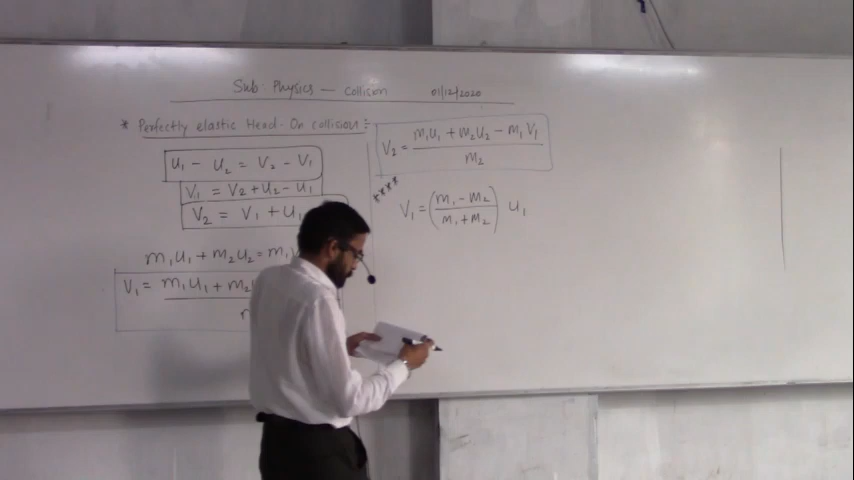 Sub: Physics — Collision 01/12/2020
* Perfectly elastic Head-On collision:-
U₁ - U₂ = V₂ - V₁
V₁ = V₂ + U₂ - U₁
V₂ = V₁ + U₁
m₁U₁ + m₂U₂ = m₁
V₁ = m₁U₁ + m₂
V₂ = (m₁U₁ + m₂U₂ - m₁V₁) / m₂
****
V₁ = ((m₁ - m₂) / (m₁ + m₂)) U₁